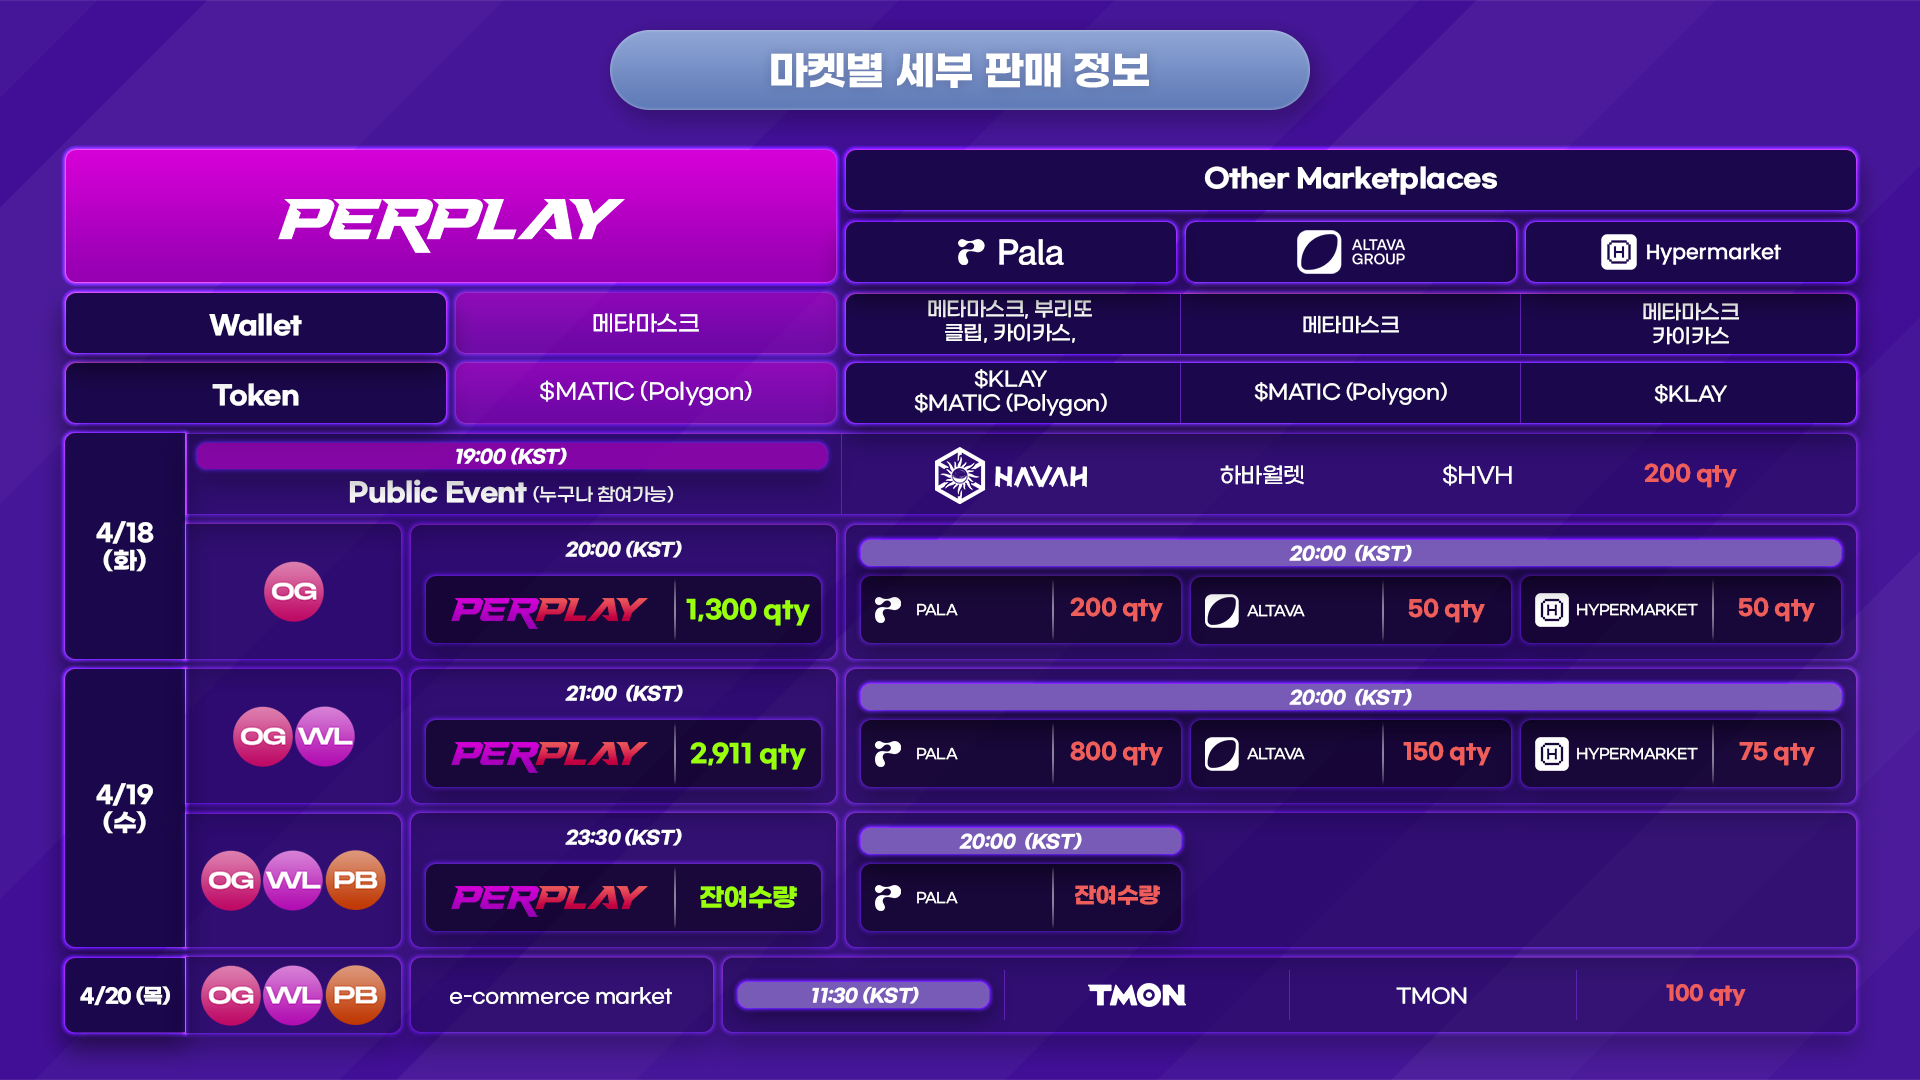 마켓별 세부 판매 정보
PERPLAY
Other Marketplaces
Pala
ALTAVA
GROUP
Hypermarket
Wallet
메타마스크
메타마스크, 부리또
클립, 카이카스,
메타마스크
메타마스크
카이카스
Token
$MATIC (Polygon)
$KLAY
$MATIC (Polygon)
$MATIC (Polygon)
$KLAY
4/18
(화)
19:00 (KST)
Public Event (누구나 참여가능)
HAVAH
하바월렛
$HVH
200 qty
OG
20:00 (KST)
PERPLAY
1,300 qty
20:00 (KST)
PALA
200 qty
ALTAVA
50 qty
H
HYPERMARKET
50 qty
4/19
(수)
OG
WL
21:00 (KST)
PERPLAY
2,911 qty
20:00 (KST)
PALA
800 qty
ALTAVA
150 qty
H
HYPERMARKET
75 qty
OG
WL
PB
23:30 (KST)
PERPLAY
잔여수량
20:00 (KST)
PALA
잔여수량
4/20 (목)
OG
WL
PB
e-commerce market
11:30 (KST)
TMON
TMON
100 qty